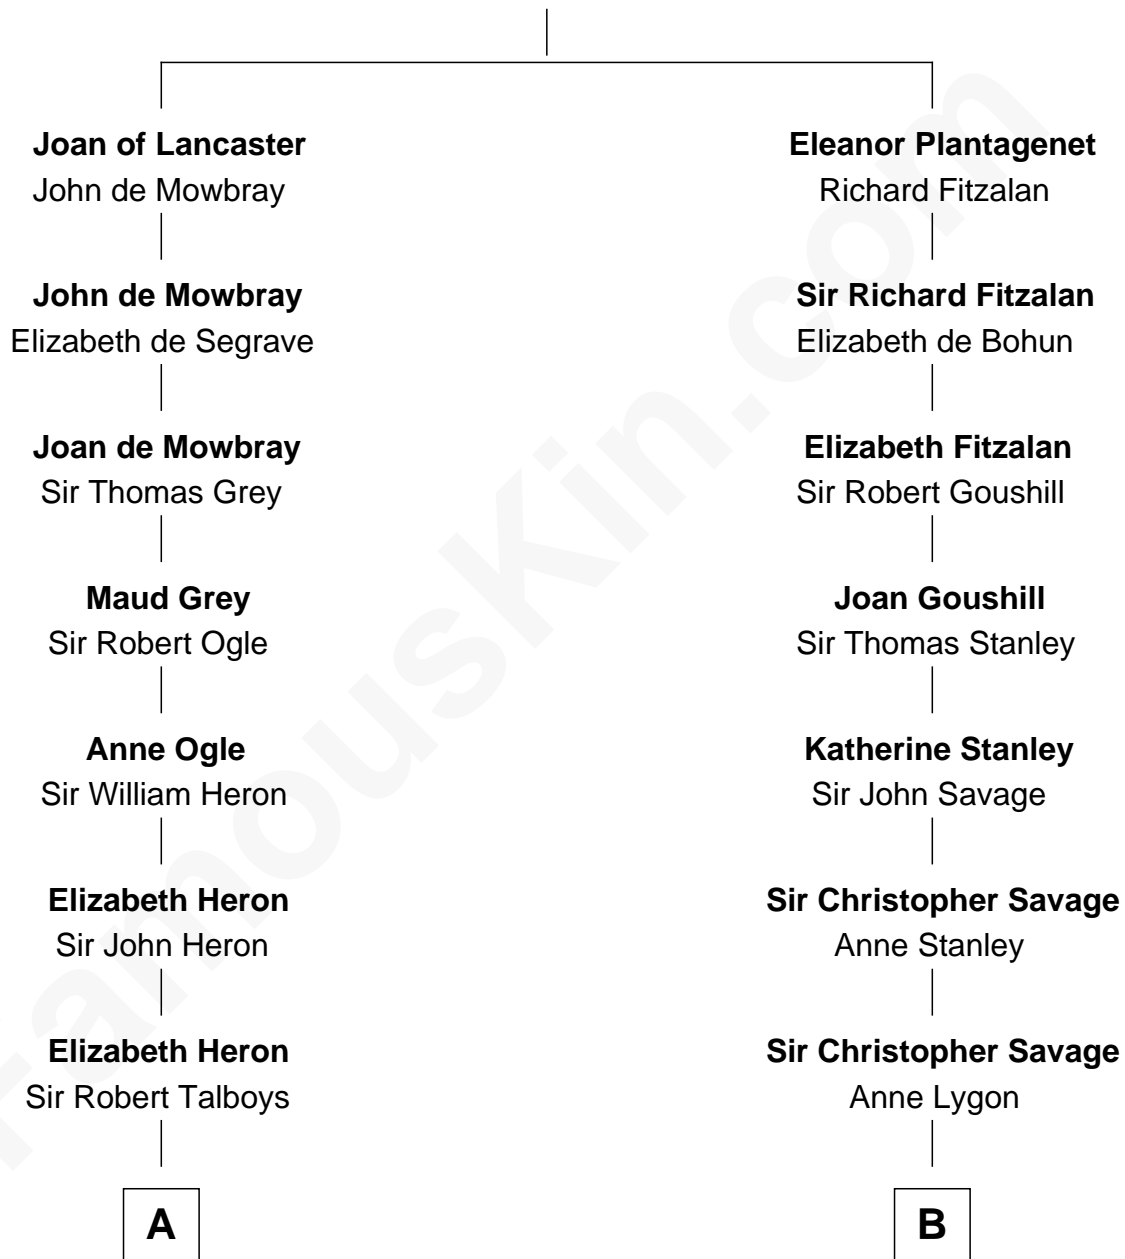 Joan of Lancaster
John de Mowbray
Eleanor Plantagenet
Richard Fitzalan
John de Mowbray
Elizabeth de Segrave
Sir Richard Fitzalan
Elizabeth de Bohun
Joan de Mowbray
Sir Thomas Grey
Elizabeth Fitzalan
Sir Robert Goushill
Maud Grey
Sir Robert Ogle
Joan Goushill
Sir Thomas Stanley
Anne Ogle
Sir William Heron
Katherine Stanley
Sir John Savage
Elizabeth Heron
Sir John Heron
Sir Christopher Savage
Anne Stanley
Elizabeth Heron
Sir Robert Talboys
Sir Christopher Savage
Anne Lygon
A
B
FamousKin.com